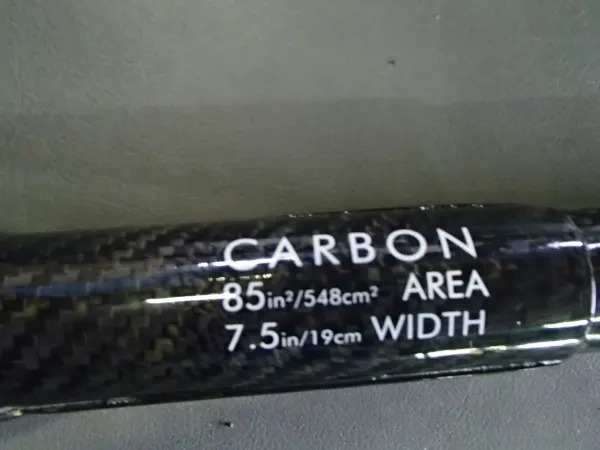 CARBON
85in²/548cm² AREA
7.5in/19cm WIDTH